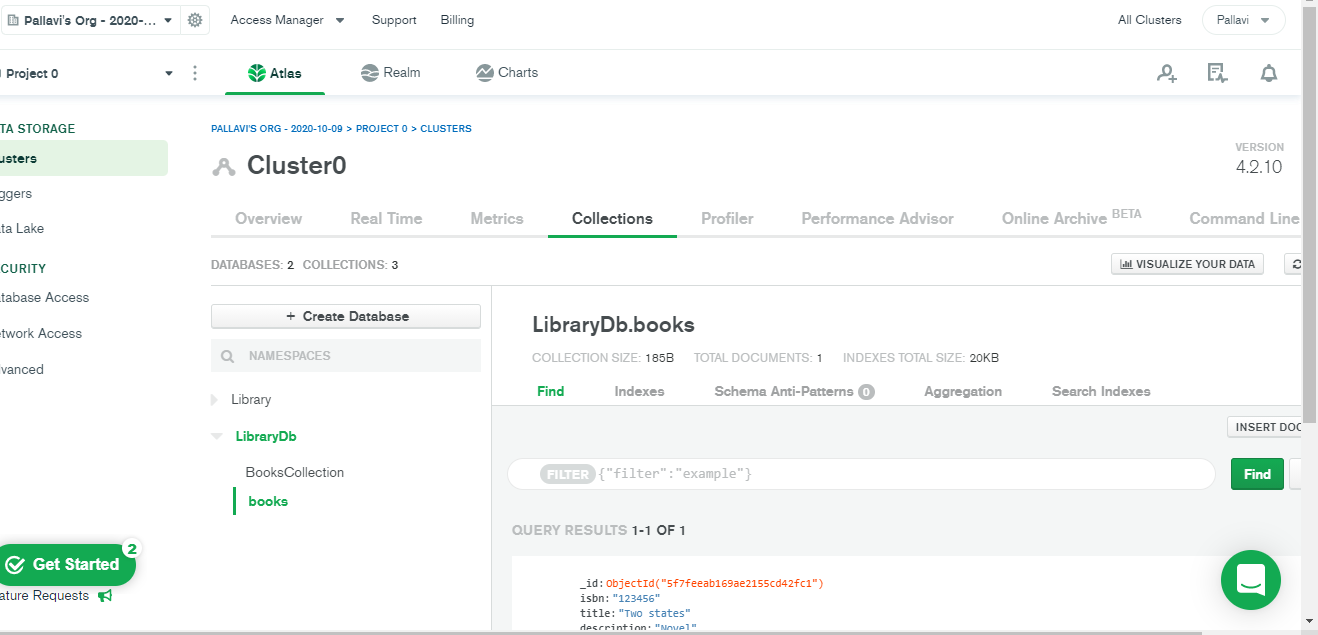 Pallavi's Org - 2020-...
Access Manager
Support
Billing
All Clusters
Pallavi
Project 0
Atlas
Realm
Charts
TA STORAGE
usters
ggers
ta Lake
CURITY
tabase Access
twork Access
vanced
Get Started
2
ature Requests
PALLAVI'S ORG - 2020-10-09 > PROJECT 0 > CLUSTERS
Cluster0
VERSION
4.2.10
Overview
Real Time
Metrics
Collections
Profiler
Performance Advisor
Online Archive BETA
Command Line
DATABASES: 2 COLLECTIONS: 3
VISUALIZE YOUR DATA
+ Create Database
NAMESPACES
Library
LibraryDb
BooksCollection
books
LibraryDb.books
COLLECTION SIZE: 185B TOTAL DOCUMENTS: 1 INDEXES TOTAL SIZE: 20KB
Find
Indexes
Schema Anti-Patterns 0
Aggregation
Search Indexes
INSERT DOC
FILTER {"filter":"example"}
Find
QUERY RESULTS 1-1 OF 1
_id: ObjectId("5f7feeab169ae2155cd42fc1")
isbn: "123456"
title: "Two states"
description: "Novel"